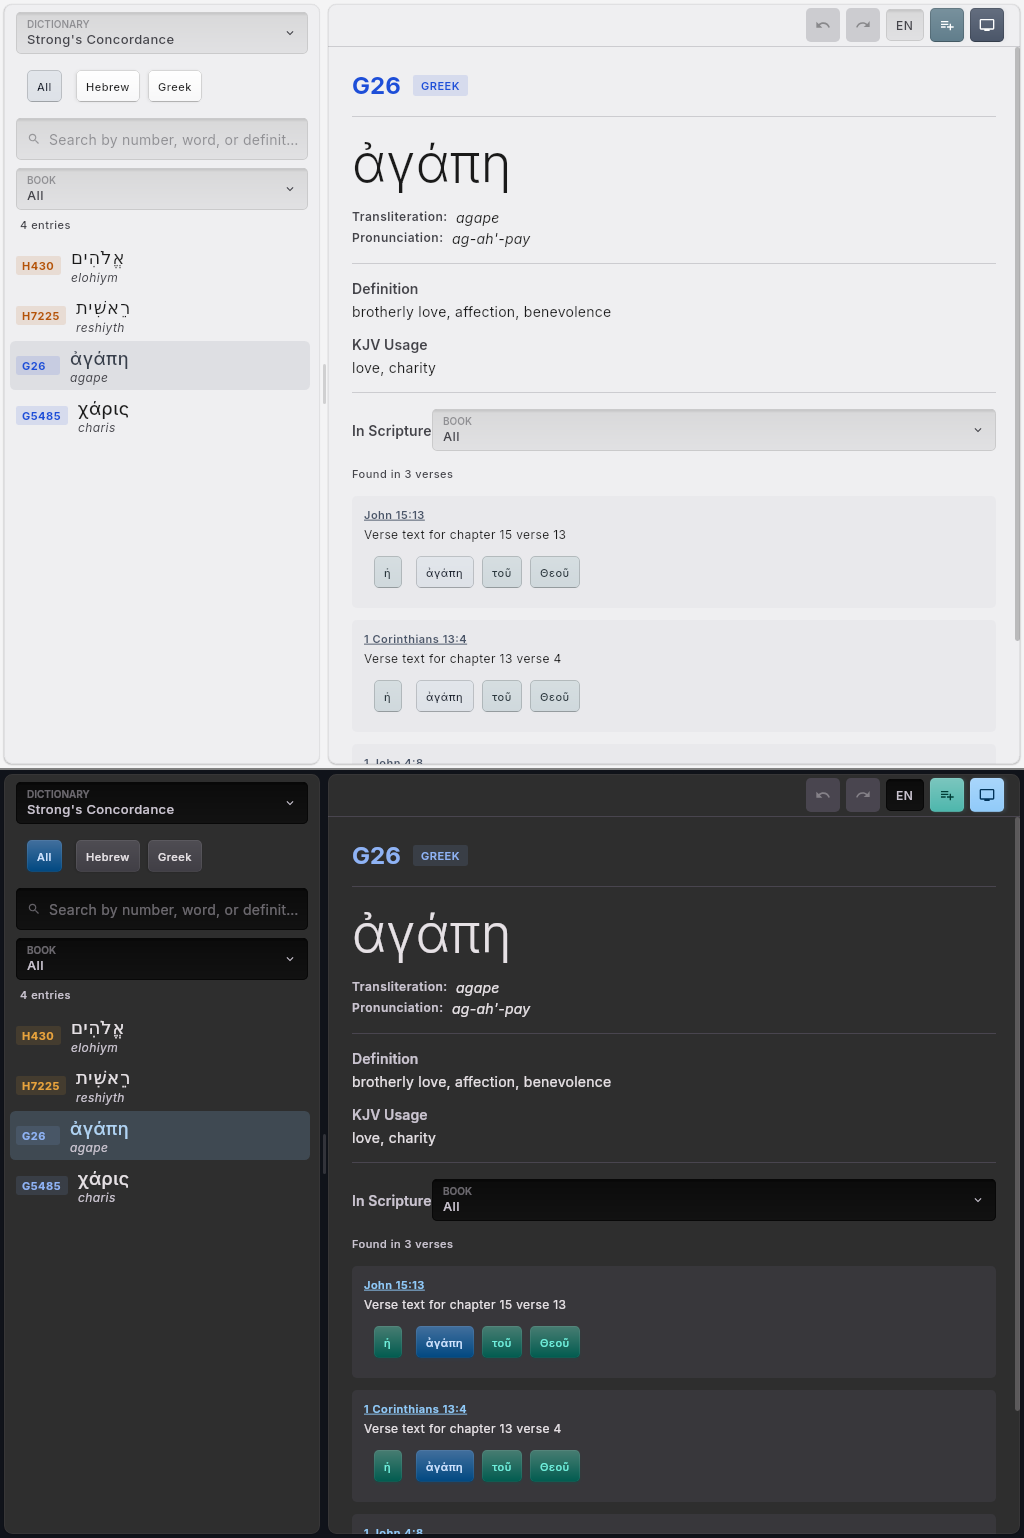 DICTIONARY
Strong's Concordance
All
Hebrew
Greek
Search by number, word, or definit...
BOOK
All
4 entries
H430
אֱלֹהִים
elohiym
H7225
רֵאשִׁית
reshiyth
G26
ἀγάπη
agape
G5485
χάρις
charis
EN
G26
GREEK
ἀγάπη
Transliteration: agape
Pronunciation: ag-ah'-pay
Definition
brotherly love, affection, benevolence
KJV Usage
love, charity
In Scripture
BOOK
All
Found in 3 verses
John 15:13
Verse text for chapter 15 verse 13
ἡ ἀγάπη τοῦ Θεοῦ
1 Corinthians 13:4
Verse text for chapter 13 verse 4
ἡ ἀγάπη τοῦ Θεοῦ
1 John 4:8
DICTIONARY
Strong's Concordance
All
Hebrew
Greek
Search by number, word, or definit...
BOOK
All
4 entries
H430
אֱלֹהִים
elohiym
H7225
רֵאשִׁית
reshiyth
G26
ἀγάπη
agape
G5485
χάρις
charis
EN
G26
GREEK
ἀγάπη
Transliteration: agape
Pronunciation: ag-ah'-pay
Definition
brotherly love, affection, benevolence
KJV Usage
love, charity
In Scripture
BOOK
All
Found in 3 verses
John 15:13
Verse text for chapter 15 verse 13
ἡ ἀγάπη τοῦ Θεοῦ
1 Corinthians 13:4
Verse text for chapter 13 verse 4
ἡ ἀγάπη τοῦ Θεοῦ
1 John 4:8